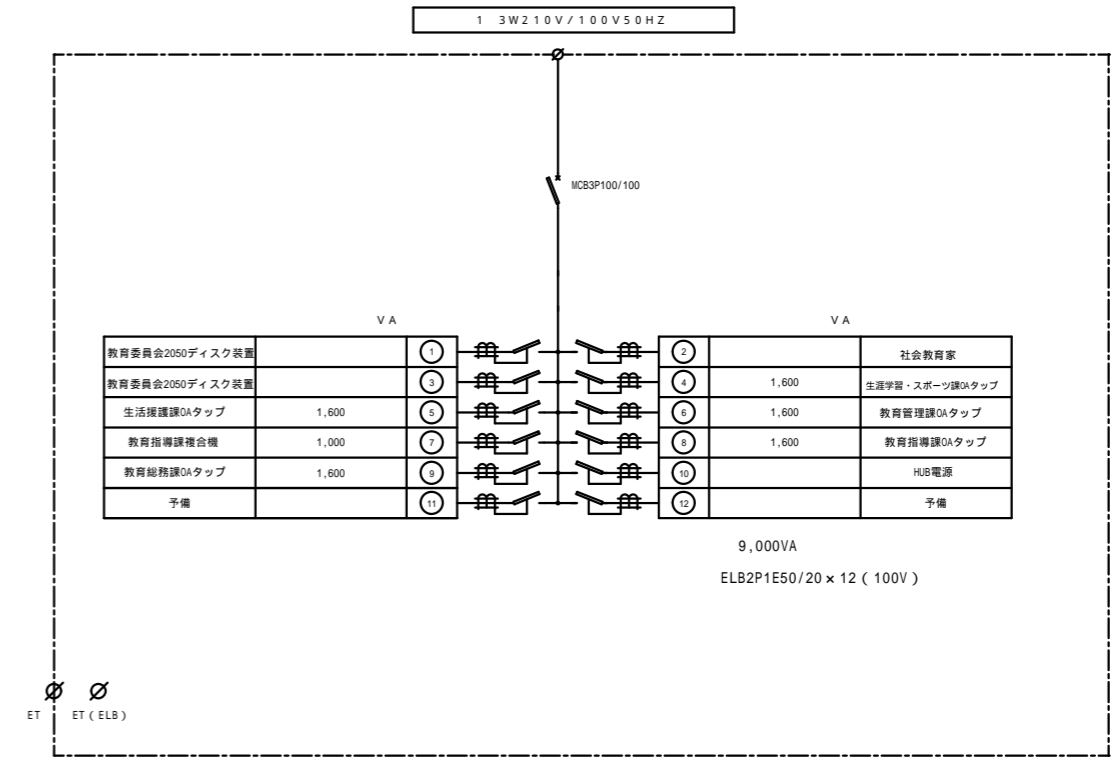 1 3W210V/100V50HZ
MCB3P100/100
VA VA
教育委員会2050ディスク装置 1 2 社会教育家
教育委員会2050ディスク装置 3 4 1,600 生涯学習・スポーツ課OAタップ
生活援護課OAタップ 1,600 5 6 1,600 教育管理課OAタップ
教育指導課複合機 1,000 7 8 1,600 教育指導課OAタップ
教育総務課OAタップ 1,600 9 10 HUB電源
予備 11 12 予備
9,000VA
ELB2P1E50/20×12(100V)
ET ET(ELB)